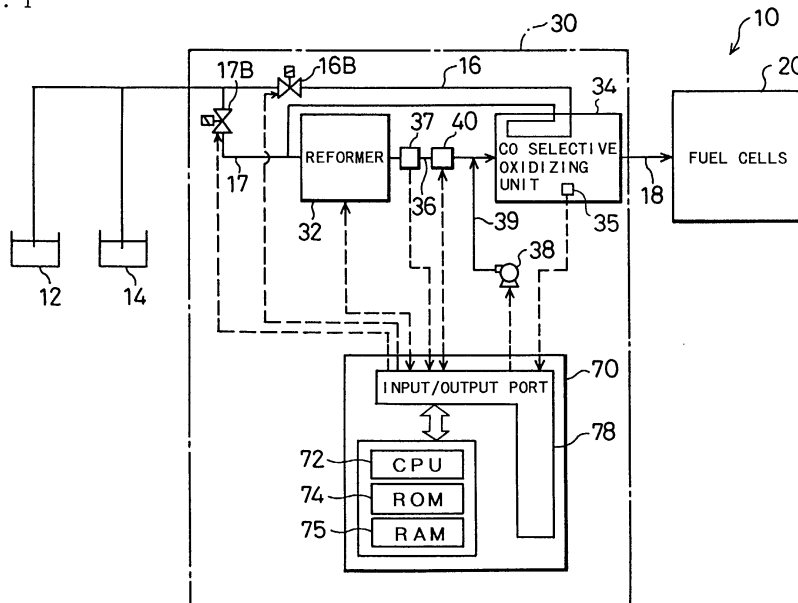 . 1
30
10
17B
16B
16
34
20
37
40
REFORMER
CO SELECTIVE
OXIDIZING
UNIT
FUEL CELLS
17
36
35
18
32
39
38
12
14
INPUT/OUTPUT PORT
70
78
72
CPU
74
ROM
75
RAM